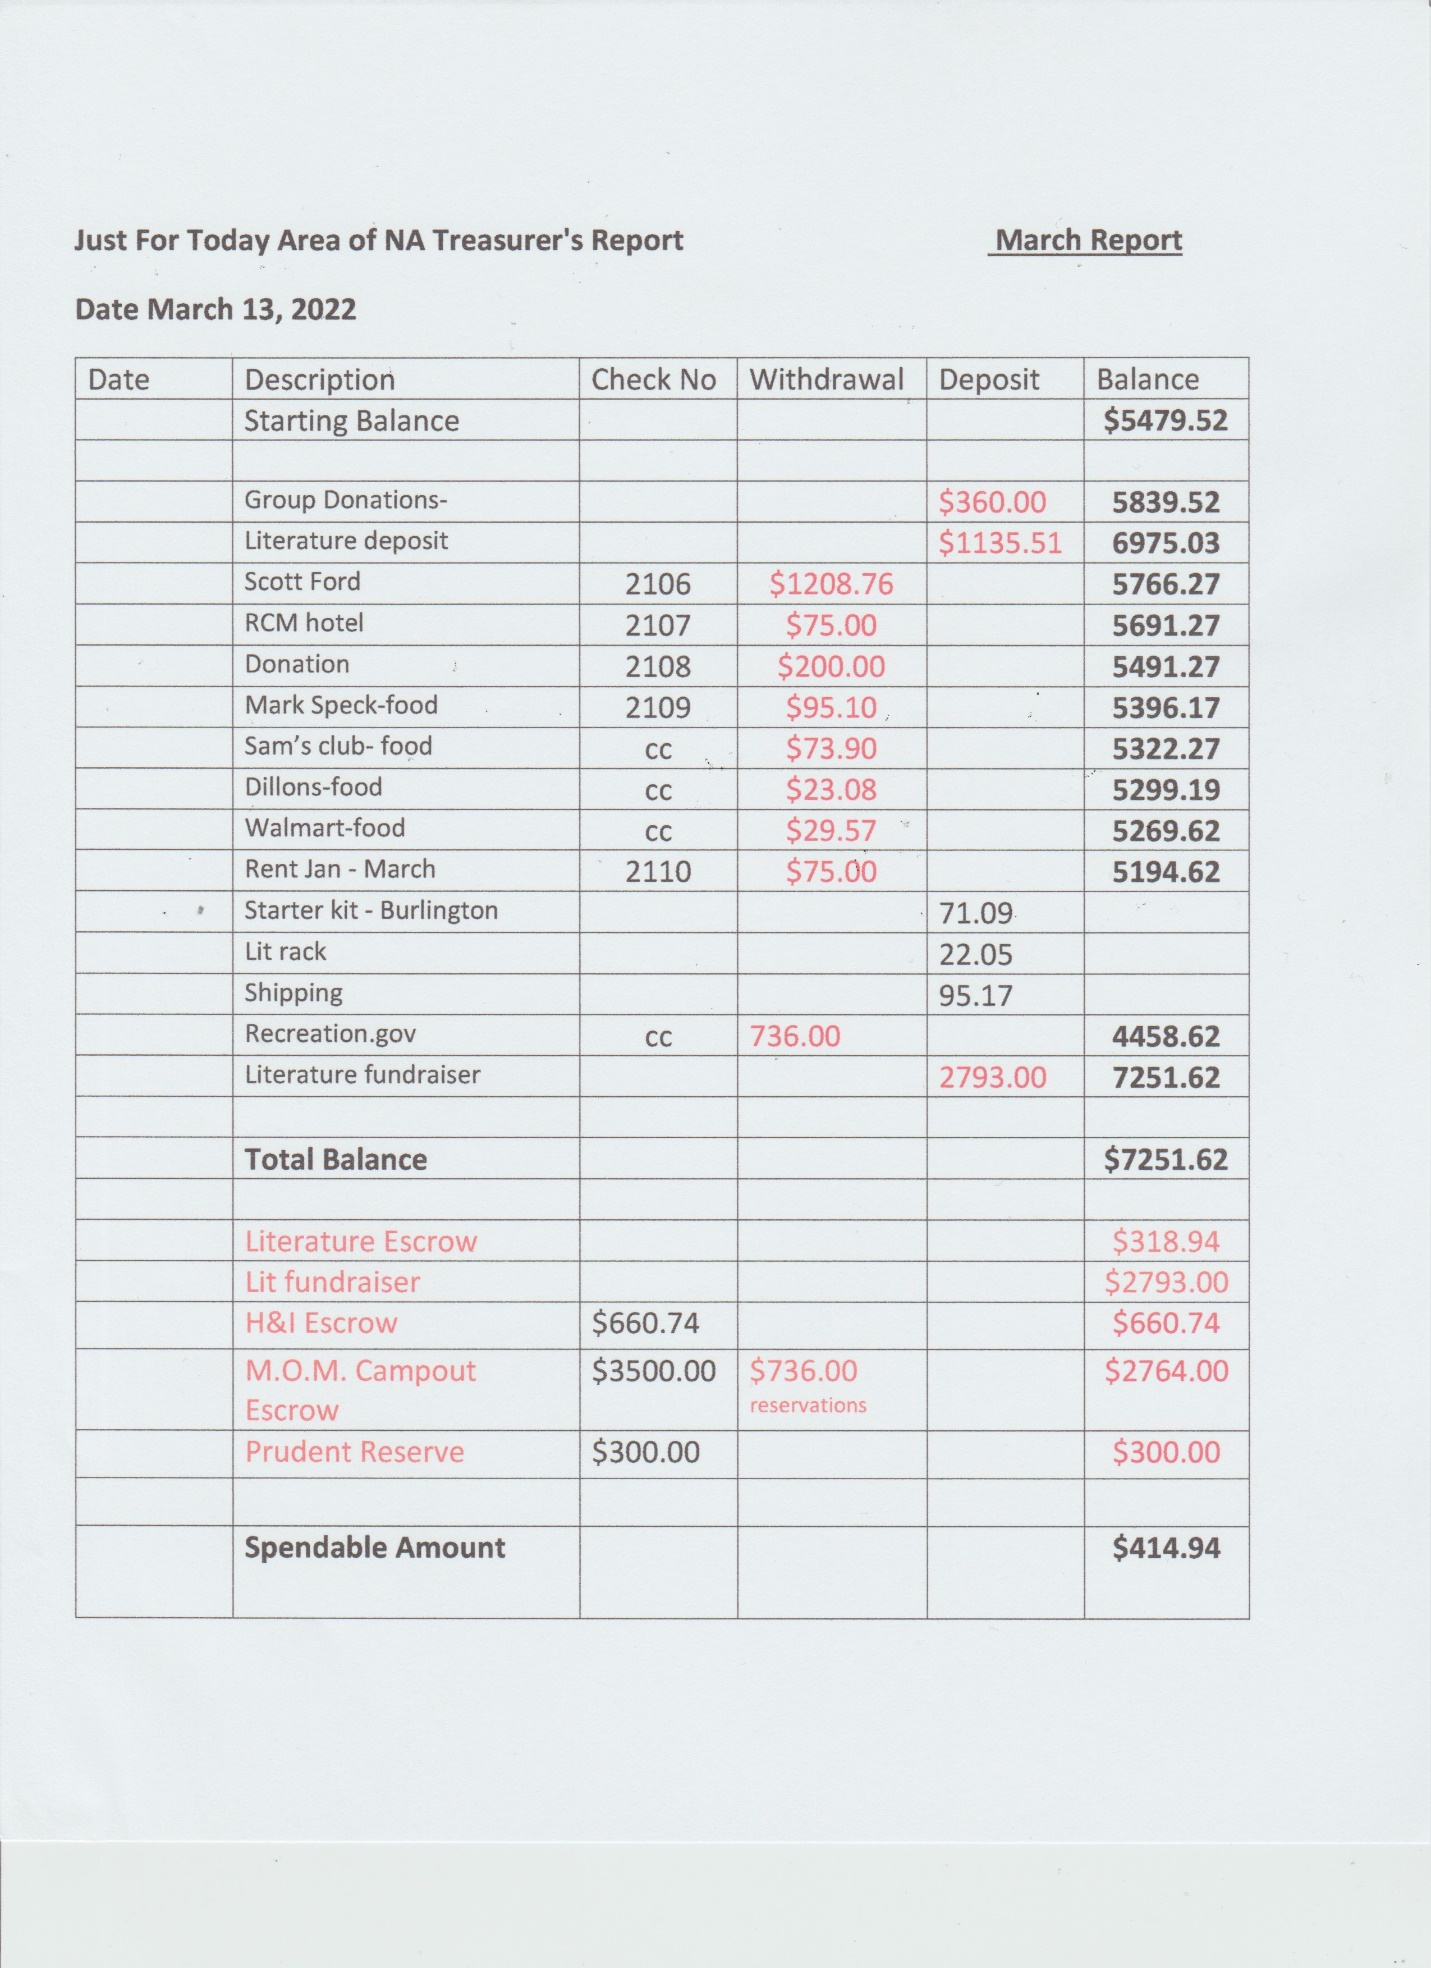 Just For Today Area of NA Treasurer's Report March Report
Date March 13, 2022
Date Description Check No Withdrawal Deposit Balance
Starting Balance $5479.52
Group Donations- $360.00 5839.52
Literature deposit $1135.51 6975.03
Scott Ford 2106 $1208.76 5766.27
RCM hotel 2107 $75.00 5691.27
Donation 2108 $200.00 5491.27
Mark Speck-food 2109 $95.10 5396.17
Sam's club- food cc $73.90 5322.27
Dillons-food cc $23.08 5299.19
Walmart-food cc $29.57 5269.62
Rent Jan - March 2110 $75.00 5194.62
Starter kit - Burlington 71.09
Lit rack 22.05
Shipping 95.17
Recreation.gov cc 736.00 4458.62
Literature fundraiser 2793.00 7251.62
Total Balance $7251.62
Literature Escrow $318.94
Lit fundraiser $2793.00
H&I Escrow $660.74 $660.74
M.O.M. Campout $3500.00 $736.00 $2764.00
Escrow reservations
Prudent Reserve $300.00 $300.00
Spendable Amount $414.94